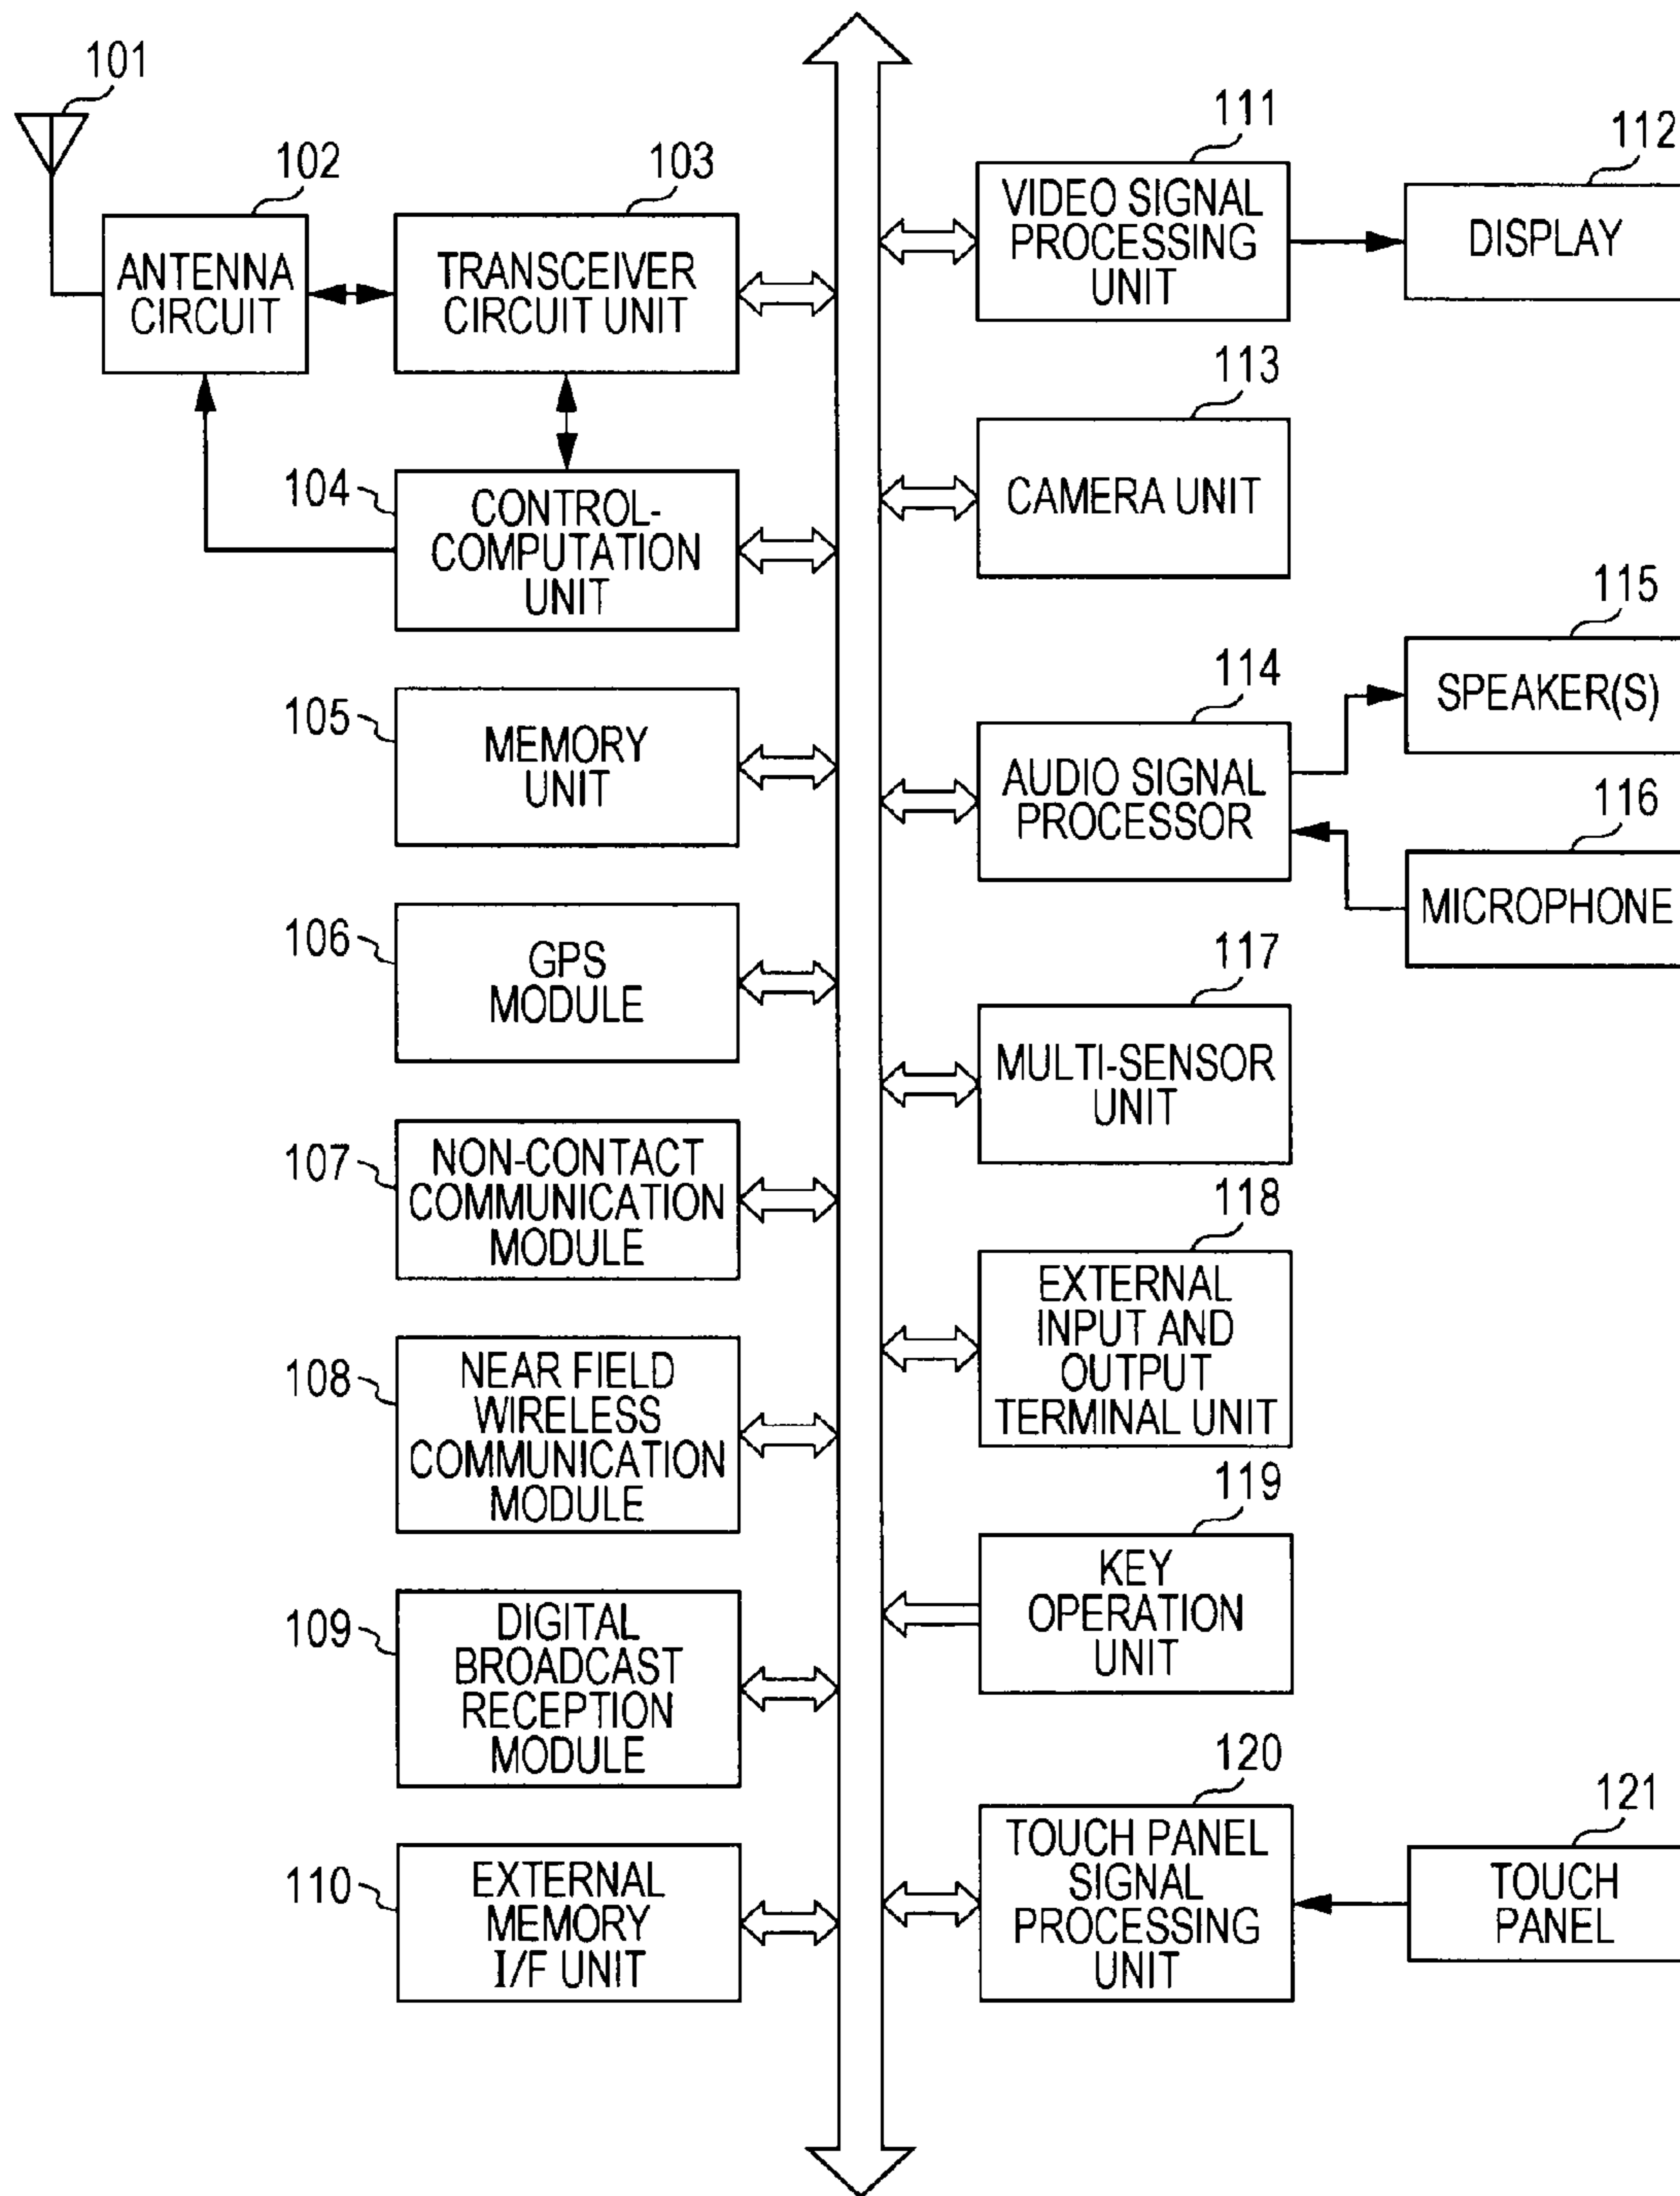 101
102
ANTENNA
CIRCUIT
103
TRANSCEIVER
CIRCUIT UNIT
104
CONTROL-
COMPUTATION
UNIT
105
MEMORY
UNIT
106
GPS
MODULE
107
NON-CONTACT
COMMUNICATION
MODULE
108
NEAR FIELD
WIRELESS
COMMUNICATION
MODULE
109
DIGITAL
BROADCAST
RECEPTION
MODULE
110
EXTERNAL
MEMORY
I/F UNIT
111
VIDEO SIGNAL
PROCESSING
UNIT
112
DISPLAY
113
CAMERA UNIT
114
AUDIO SIGNAL
PROCESSOR
115
SPEAKER(S)
116
MICROPHONE
117
MULTI-SENSOR
UNIT
118
EXTERNAL
INPUT AND
OUTPUT
TERMINAL UNIT
119
KEY
OPERATION
UNIT
120
TOUCH PANEL
SIGNAL
PROCESSING
UNIT
121
TOUCH
PANEL